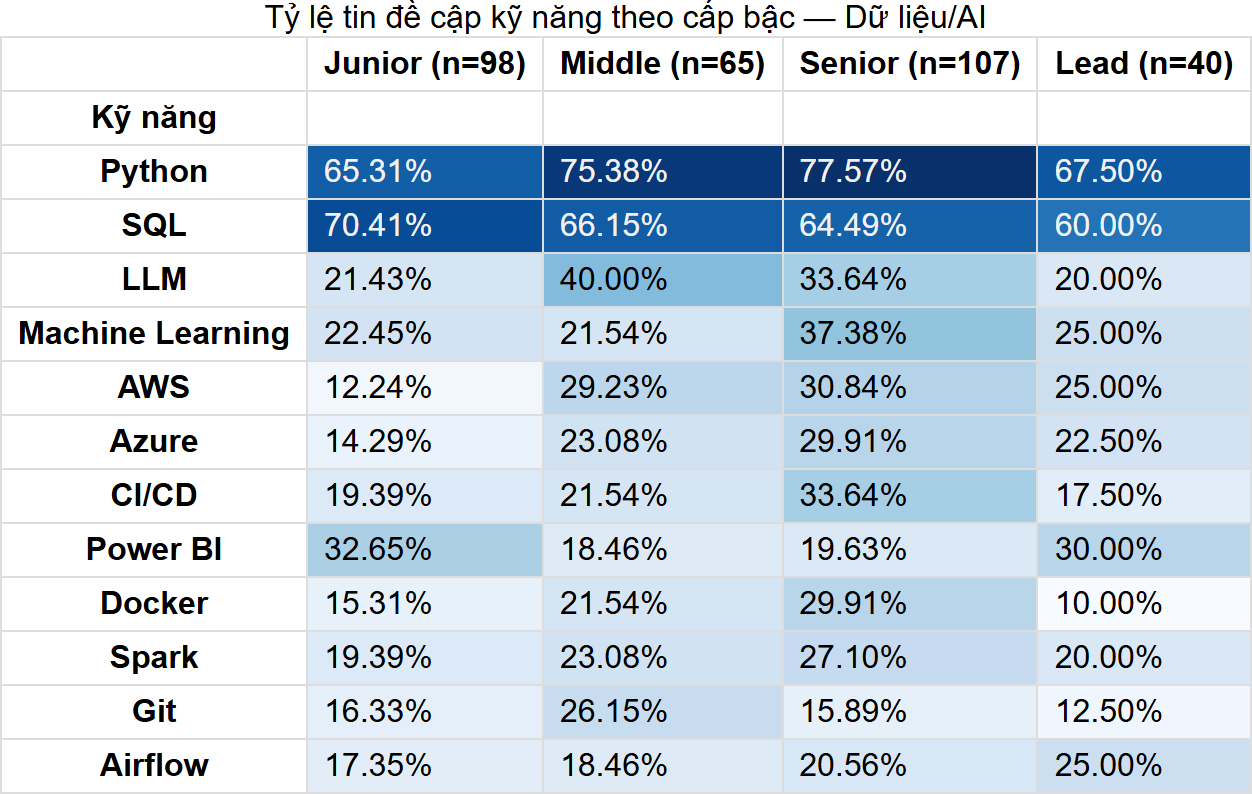 Tỷ lệ tin đề cập kỹ năng theo cấp bậc — Dữ liệu/AI
Junior (n=98) Middle (n=65) Senior (n=107) Lead (n=40)
Kỹ năng
Python 65.31% 75.38% 77.57% 67.50%
SQL 70.41% 66.15% 64.49% 60.00%
LLM 21.43% 40.00% 33.64% 20.00%
Machine Learning 22.45% 21.54% 37.38% 25.00%
AWS 12.24% 29.23% 30.84% 25.00%
Azure 14.29% 23.08% 29.91% 22.50%
CI/CD 19.39% 21.54% 33.64% 17.50%
Power BI 32.65% 18.46% 19.63% 30.00%
Docker 15.31% 21.54% 29.91% 10.00%
Spark 19.39% 23.08% 27.10% 20.00%
Git 16.33% 26.15% 15.89% 12.50%
Airflow 17.35% 18.46% 20.56% 25.00%